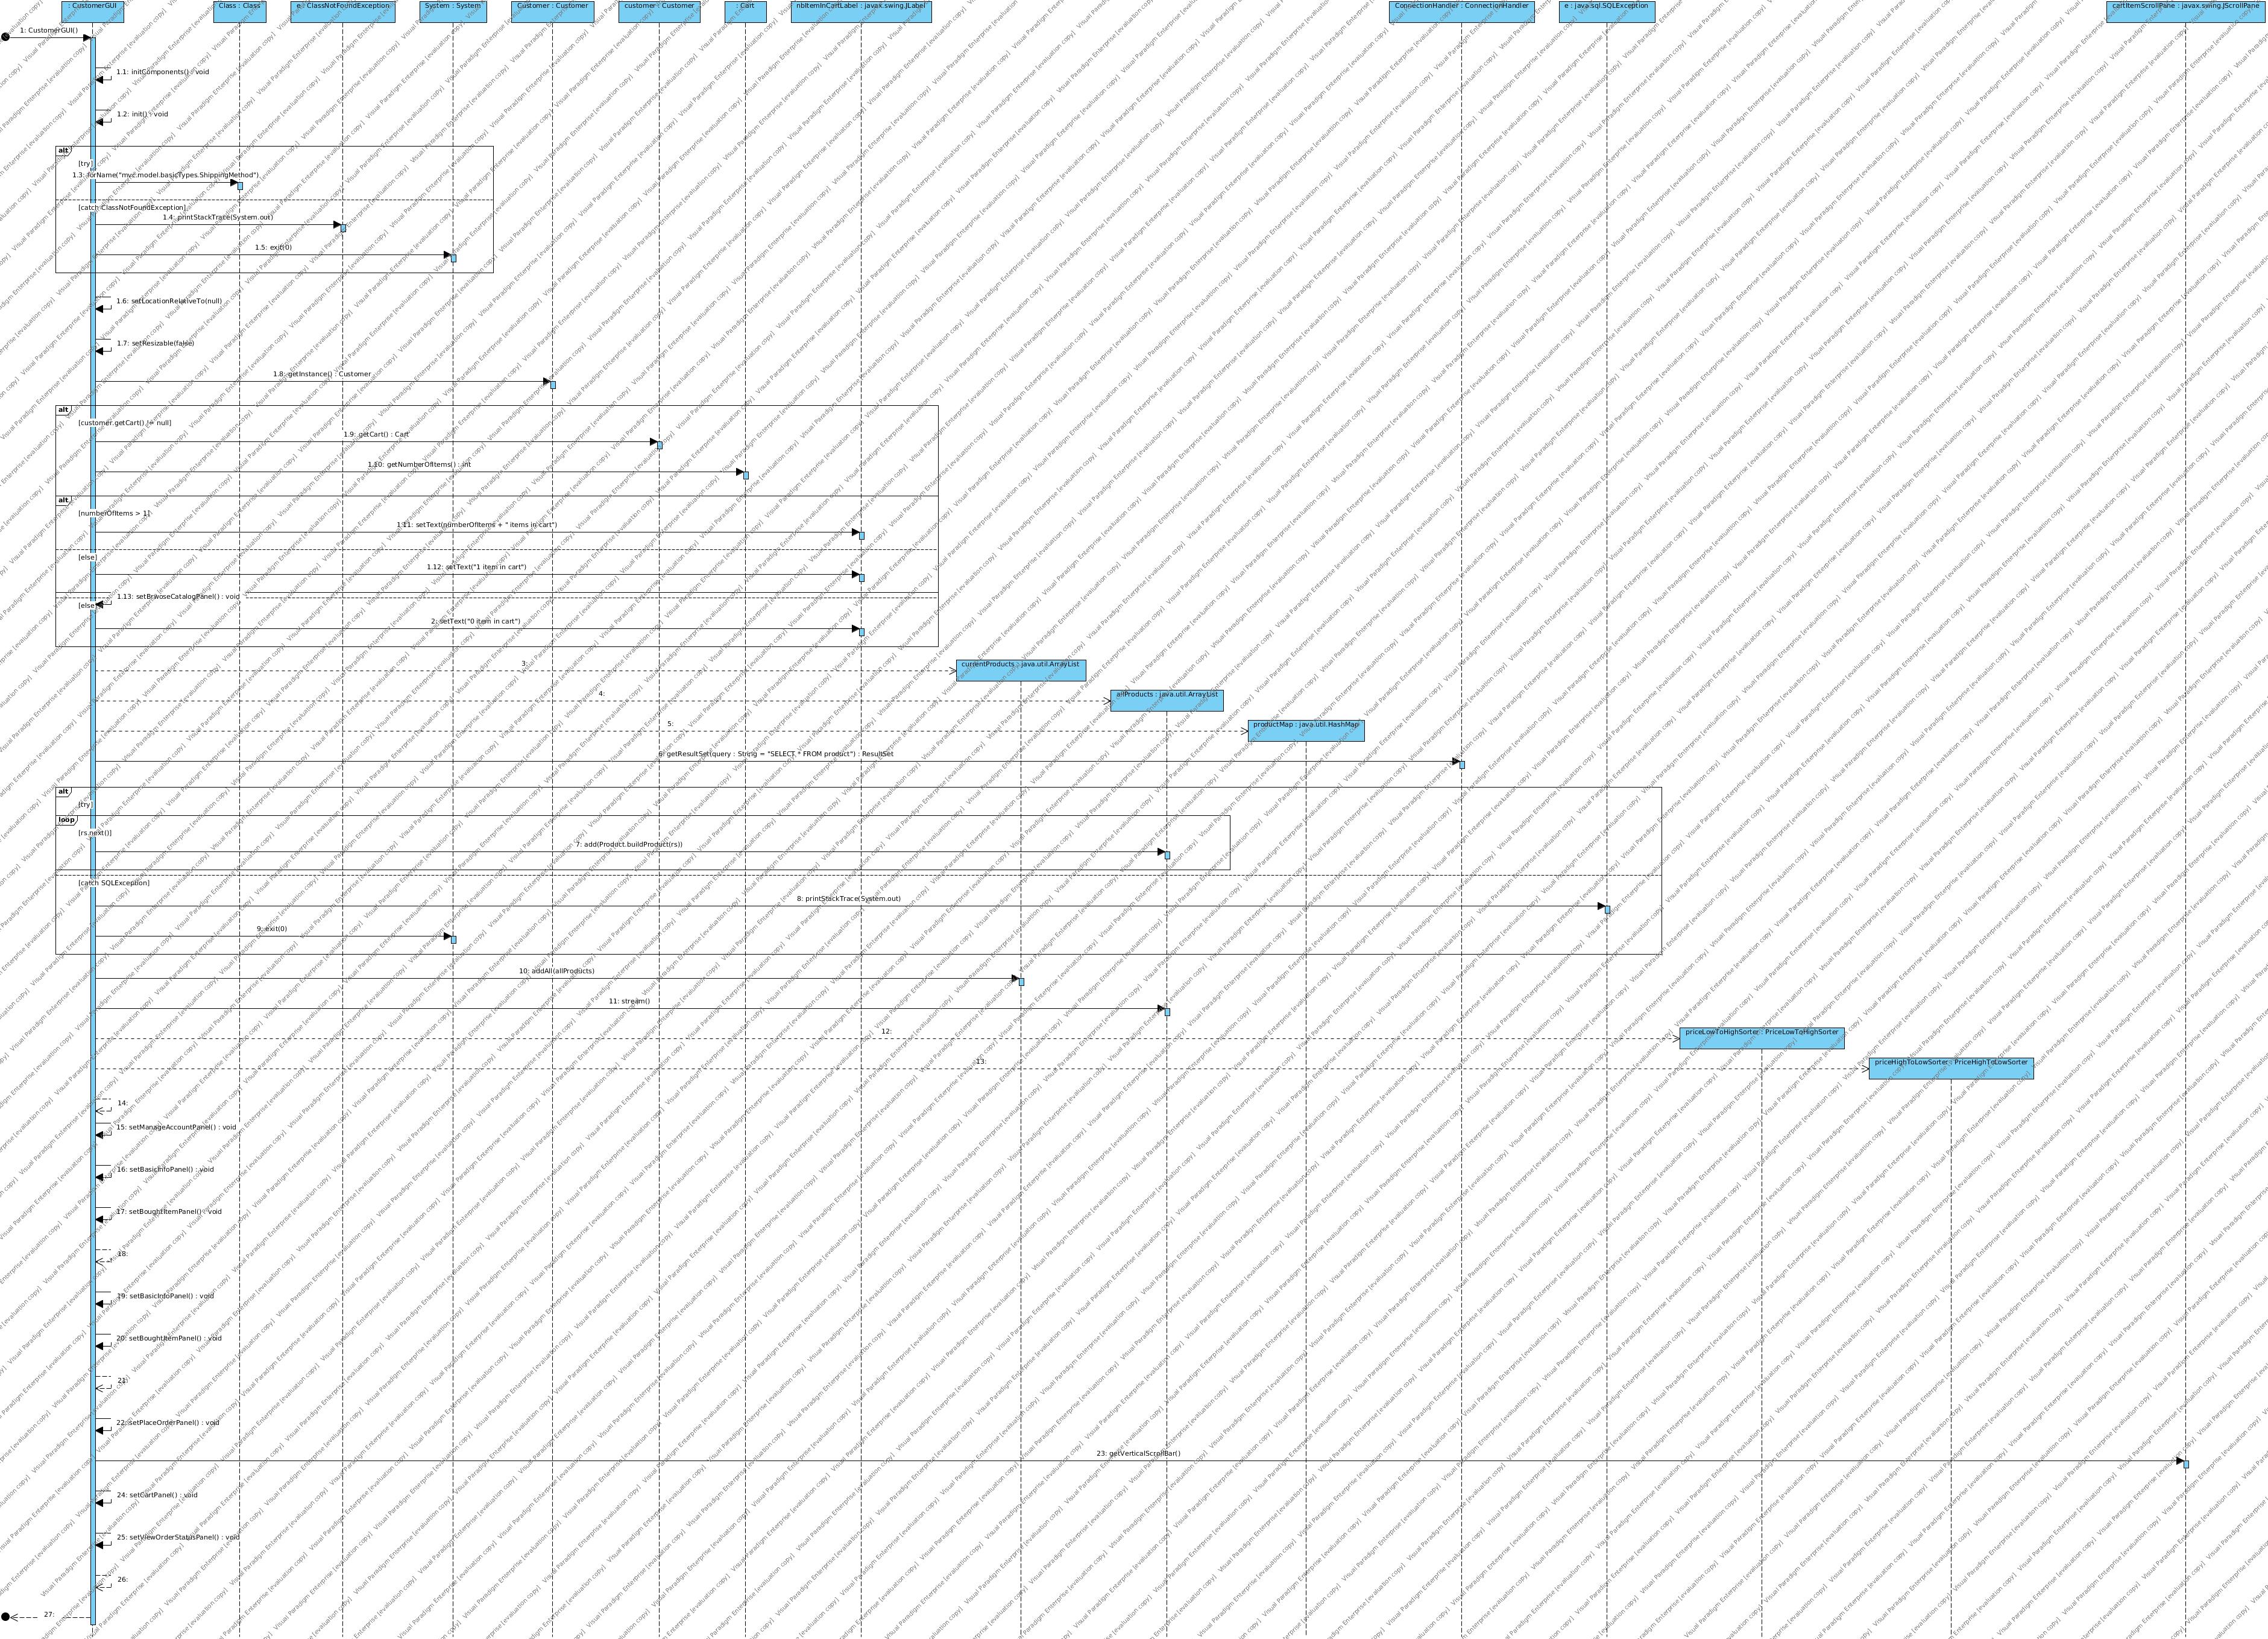 : CustomerGUI
Class : Class
e : ClassNotFoundException
System : System
Customer : Customer
customer : Customer
: Cart
nbItemInCartLabel : javax.swing.JLabel
ConnectionHandler : ConnectionHandler
e : java.sql.SQLException
cartItemScrollPane : javax.swing.JScrollPane
1: CustomerGUI()
1.1: initComponents() : void
1.2: init() : void
alt
[try]
1.3: forName("mvc.model.basicTypes.ShippingMethod")
[catch ClassNotFoundException]
1.4: printStackTrace(System.out)
1.5: exit(0)
1.6: setLocationRelativeTo(null)
1.7: setResizable(false)
1.8: getInstance() : Customer
alt
[customer.getCart() != null]
1.9: getCart() : Cart
1.10: getNumberOfItems() : int
alt
[numberOfItems > 1]
1.11: setText(numberOfItems + " items in cart")
[else]
1.12: setText("1 item in cart")
1.13: setBrwoseCatalogPanel() : void
[else]
2: setText("0 item in cart")
3:
currentProducts : java.util.ArrayList
4:
allProducts : java.util.ArrayList
5:
productMap : java.util.HashMap
6: getResultSet(query : String = "SELECT * FROM product") : ResultSet
alt
[try]
loop
[rs.next()]
7: add(Product.buildProduct(rs))
[catch SQLException]
8: printStackTrace(System.out)
9: exit(0)
10: addAll(allProducts)
11: stream()
12:
priceLowToHighSorter : PriceLowToHighSorter
13:
priceHighToLowSorter : PriceHighToLowSorter
14:
15: setManageAccountPanel() : void
16: setBasicInfoPanel() : void
17: setBoughtItemPanel() : void
18:
19: setBasicInfoPanel() : void
20: setBoughtItemPanel() : void
21:
22: setPlaceOrderPanel() : void
23: getVerticalScrollBar()
24: setCartPanel() : void
25: setViewOrderStatusPanel() : void
26:
27:
Visual Paradigm Enterprise [evaluation copy]